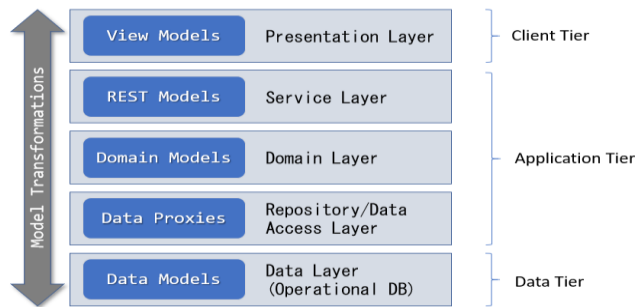 Model Transformations
View Models
Presentation Layer
Client Tier
REST Models
Service Layer
Domain Models
Domain Layer
Application Tier
Data Proxies
Repository/Data
Access Layer
Data Models
Data Layer
(Operational DB)
Data Tier